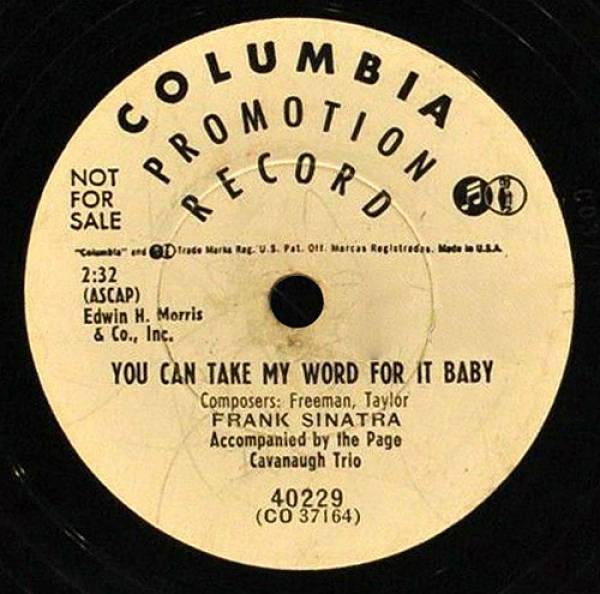 COLUMBIA
PROMOTION
RECORD
NOT
FOR
SALE
"Columbia" and Trade Marks Reg. U.S. Pat. Off. Marcas Registradas. Made in U.S.A.
2:32
(ASCAP)
Edwin H. Morris
& Co., Inc.
YOU CAN TAKE MY WORD FOR IT BABY
Composers: Freeman, Taylor
FRANK SINATRA
Accompanied by the Page
Cavanaugh Trio
40229
(CO 37164)